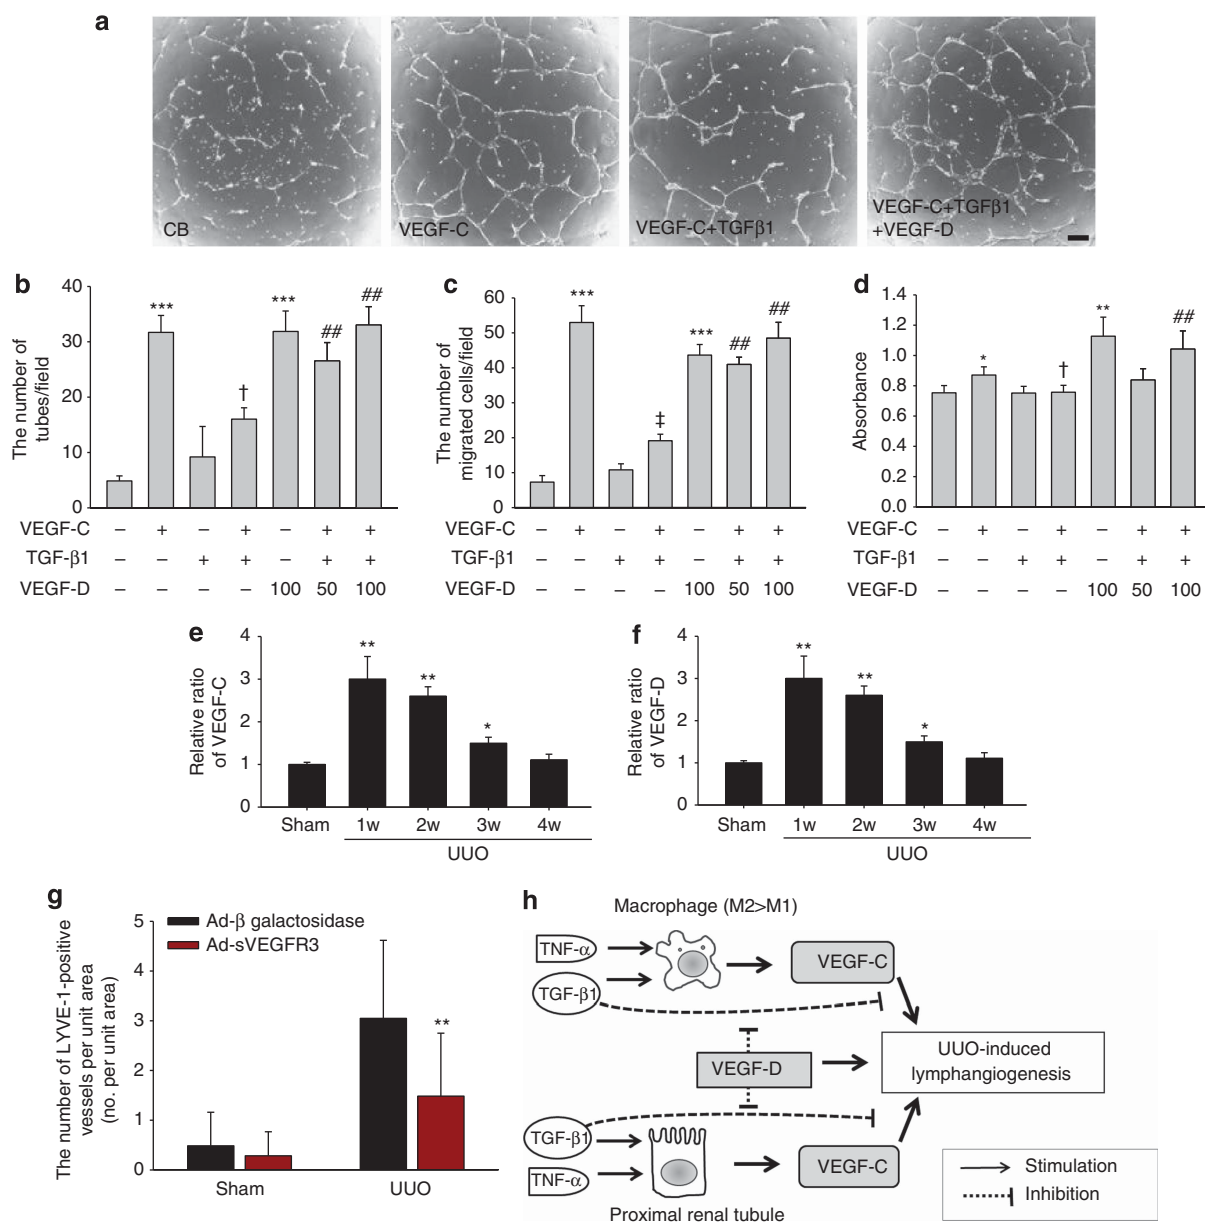 a
CB
VEGF-C
VEGF-C+TGFβ1
VEGF-C+TGFβ1
+VEGF-D
b
The number of
tubes/field
40
30
20
10
0
***
†
***
##
##
VEGF-C – + – + – + +
TGF-β1 – – + + – + +
VEGF-D – – – – 100 50 100
c
The number of
migrated cells/field
60
50
40
30
20
10
0
***
‡
***
##
##
VEGF-C – + – + – + +
TGF-β1 – – + + – + +
VEGF-D – – – – 100 50 100
d
Absorbance
1.4
1.2
1.0
0.8
0.6
0.4
0.2
0.0
*
†
**
##
VEGF-C – + – + – + +
TGF-β1 – – + + – + +
VEGF-D – – – – 100 50 100
e
Relative ratio
of VEGF-C
4
3
2
1
0
**
**
*
Sham 1w 2w 3w 4w
UUO
f
Relative ratio
of VEGF-D
4
3
2
1
0
**
**
*
Sham 1w 2w 3w 4w
UUO
g
The number of LYVE-1-positive
vessels per unit area
(no. per unit area)
5
4
3
2
1
0
Ad-β galactosidase
Ad-sVEGFR3
**
Sham UUO
h
Macrophage (M2>M1)
TNF-α
TGF-β1
VEGF-C
VEGF-D
UUO-induced
lymphangiogenesis
TGF-β1
TNF-α
VEGF-C
Proximal renal tubule
Stimulation
Inhibition